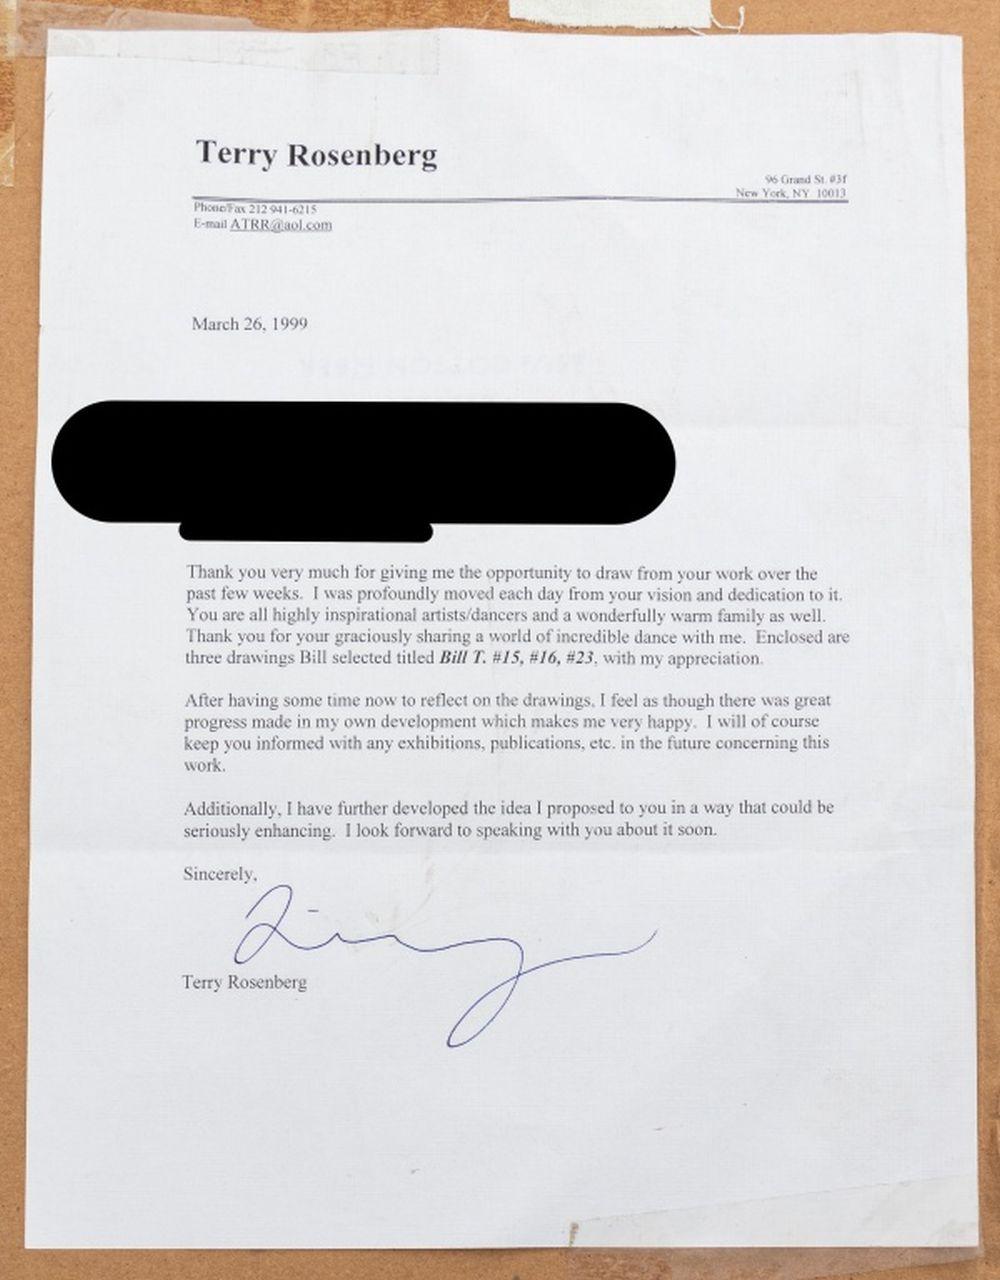 Terry Rosenberg
96 Grand St. #3f
New York, NY 10013
Phone/Fax 212 941-6215
E-mail ATRR@aol.com
March 26, 1999
Thank you very much for giving me the opportunity to draw from your work over the
past few weeks. I was profoundly moved each day from your vision and dedication to it.
You are all highly inspirational artists/dancers and a wonderfully warm family as well.
Thank you for your graciously sharing a world of incredible dance with me. Enclosed are
three drawings Bill selected titled Bill T. #15, #16, #23, with my appreciation.
After having some time now to reflect on the drawings, I feel as though there was great
progress made in my own development which makes me very happy. I will of course
keep you informed with any exhibitions, publications, etc. in the future concerning this
work.
Additionally, I have further developed the idea I proposed to you in a way that could be
seriously enhancing. I look forward to speaking with you about it soon.
Sincerely,
Terry Rosenberg